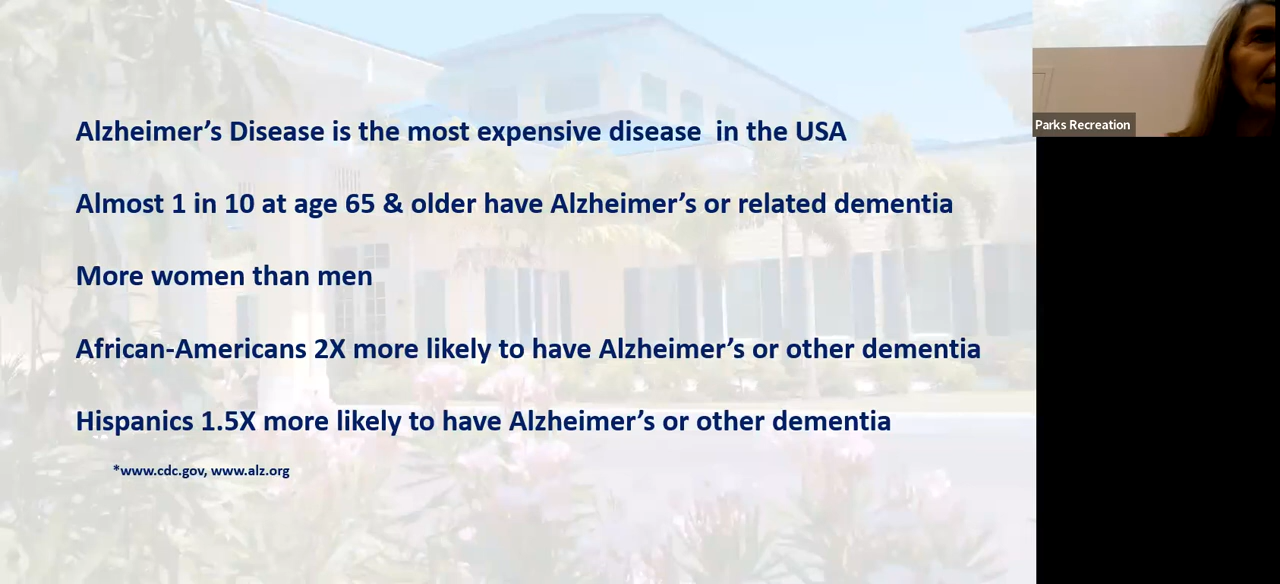 Alzheimer’s Disease is the most expensive disease  in the USA
Almost 1 in 10 at age 65 & older have Alzheimer’s or related dementia
More women than men
African-Americans 2X more likely to have Alzheimer’s or other dementia
Hispanics 1.5X more likely to have Alzheimer’s or other dementia
*www.cdc.gov, www.alz.org
Parks Recreation